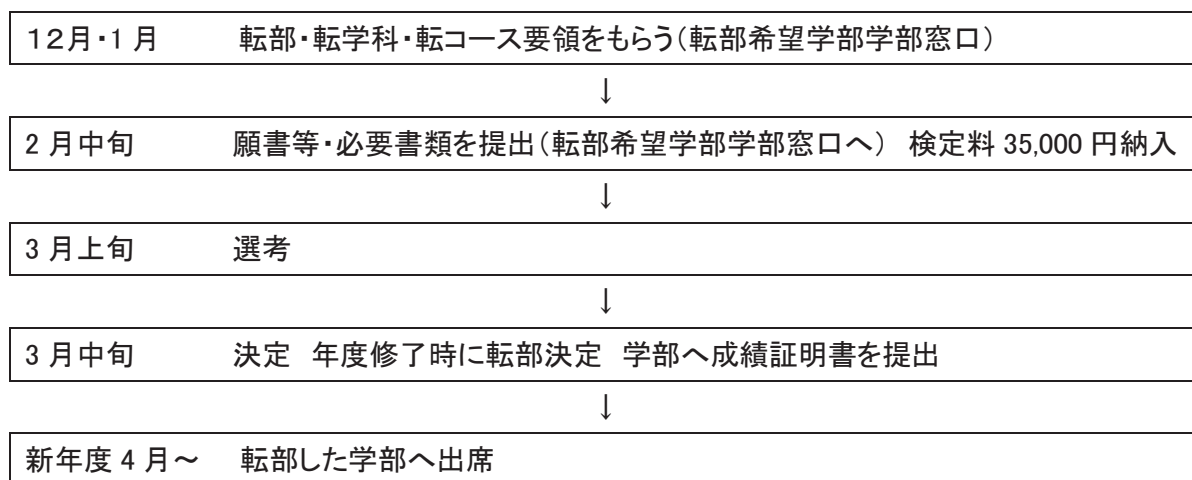 12月・1月 転部・転学科・転コース要領をもらう(転部希望学部学部窓口)
↓
2月中旬 願書等・必要書類を提出(転部希望学部学部窓口へ) 検定料 35,000 円納入
↓
3月上旬 選考
↓
3月中旬 決定 年度修了時に転部決定 学部へ成績証明書を提出
↓
新年度4月~ 転部した学部へ出席